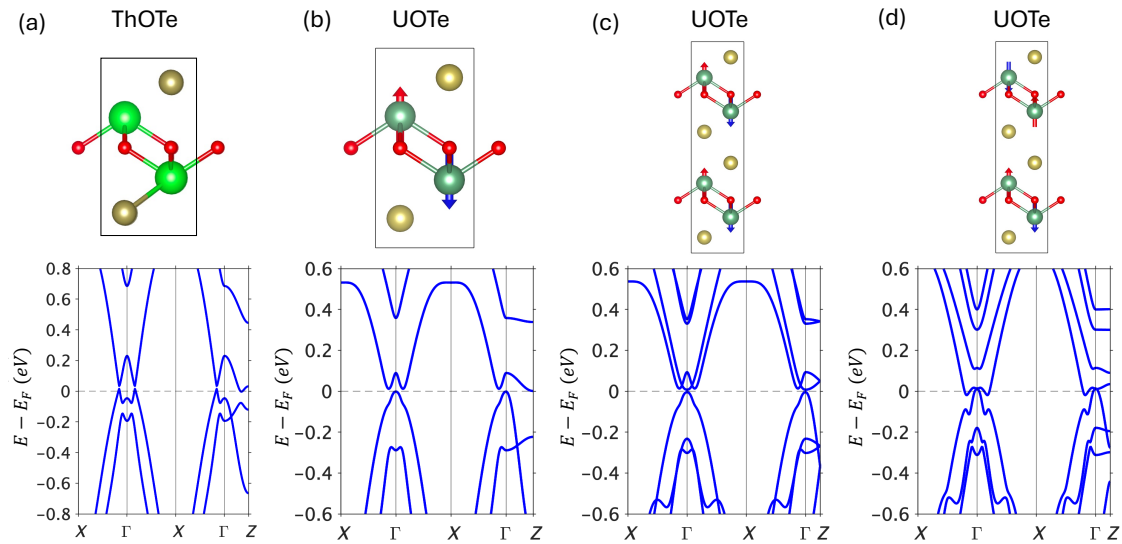 (a) ThOTe
(b) UOTe
(c) UOTe
(d) UOTe
E − E_F (eV)
0.8
0.6
0.4
0.2
0
−0.2
−0.4
−0.6
−0.8
X Γ X Γ Z
E − E_F (eV)
0.6
0.4
0.2
0
−0.2
−0.4
−0.6
X Γ X Γ Z
E − E_F (eV)
0.6
0.4
0.2
0
−0.2
−0.4
−0.6
X Γ X Γ Z
E − E_F (eV)
0.6
0.4
0.2
0
−0.2
−0.4
−0.6
X Γ X Γ Z